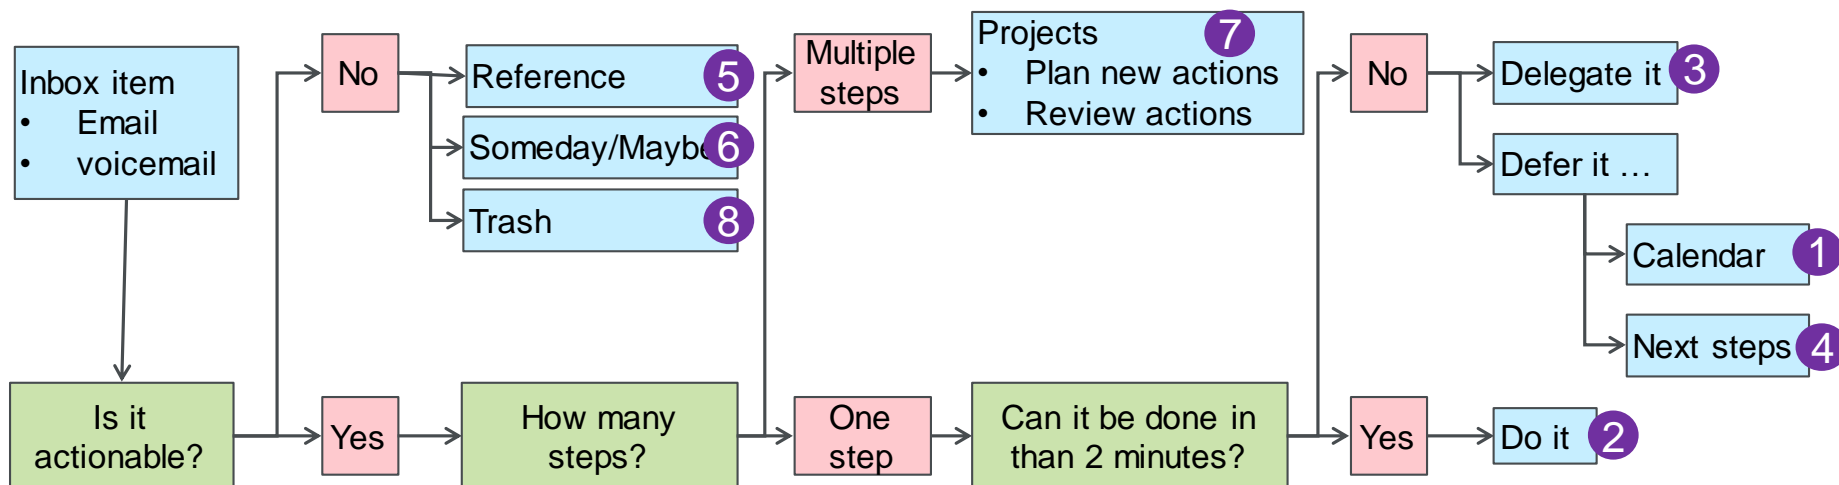 Inbox item
• Email
• voicemail
Is it
actionable?
No
Yes
Reference
5
Someday/Maybe
6
Trash
8
How many
steps?
Multiple
steps
One
step
Projects
7
• Plan new actions
• Review actions
Can it be done in
than 2 minutes?
No
Yes
Delegate it
3
Defer it …
Calendar
1
Next steps
4
Do it
2